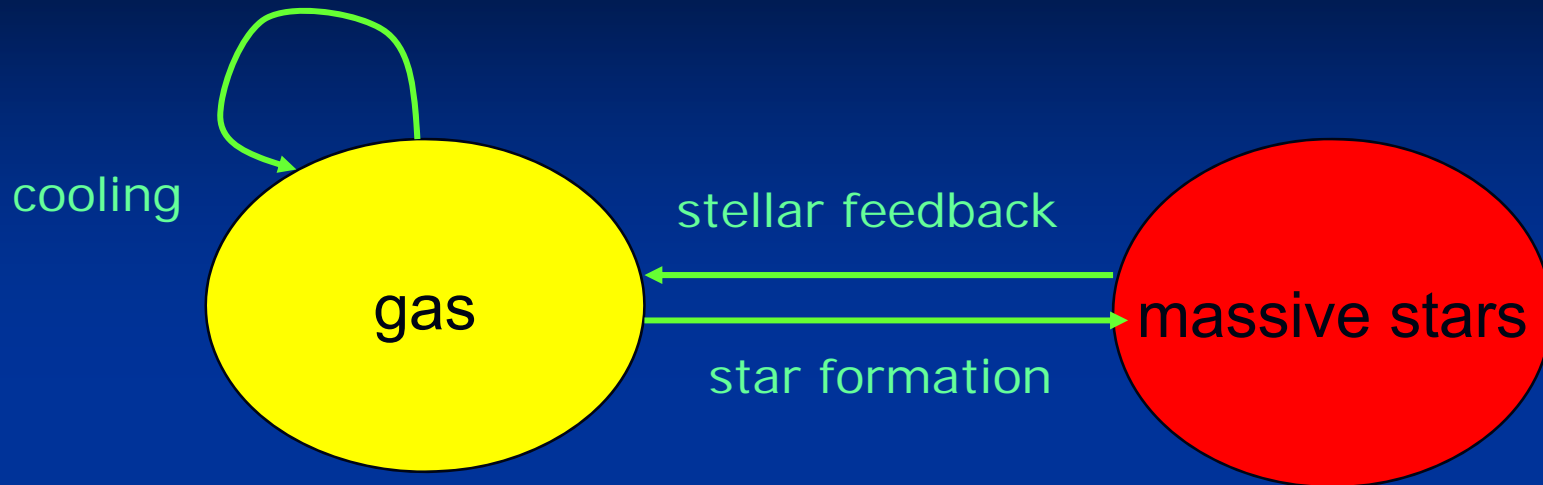 cooling
stellar feedback
gas
massive stars
star formation